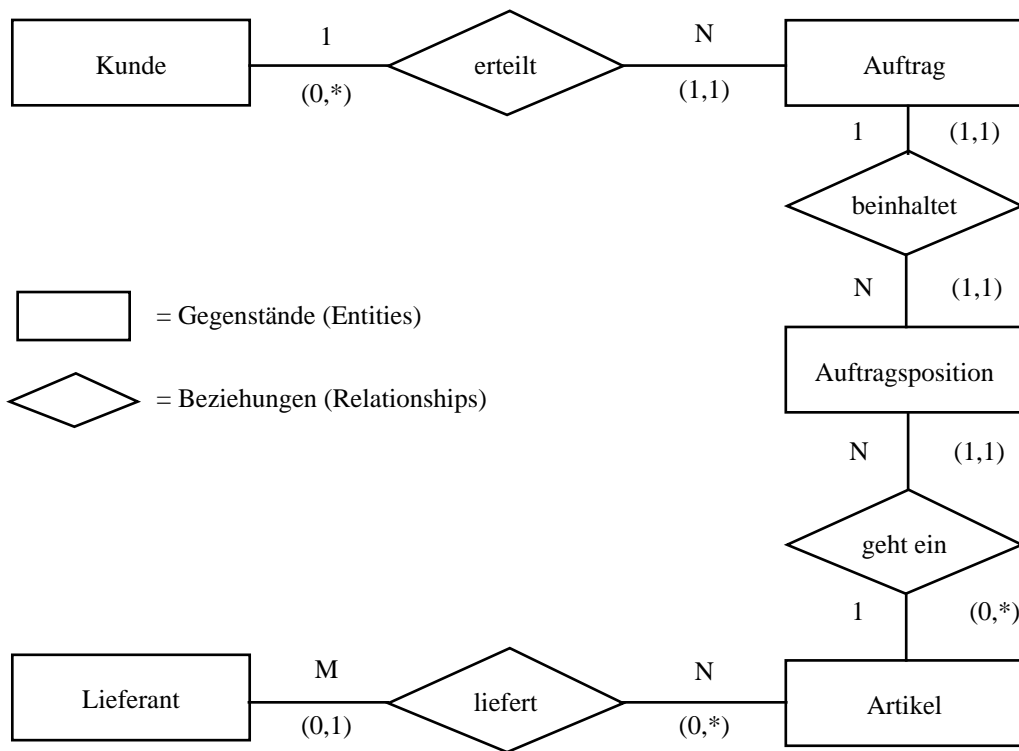 1 N
Kunde erteilt Auftrag
(0,*) (1,1)
1 (1,1)
beinhaltet
N (1,1)
= Gegenstände (Entities)
Auftragsposition
= Beziehungen (Relationships)
N (1,1)
geht ein
1 (0,*)
M N
Lieferant liefert Artikel
(0,1) (0,*)